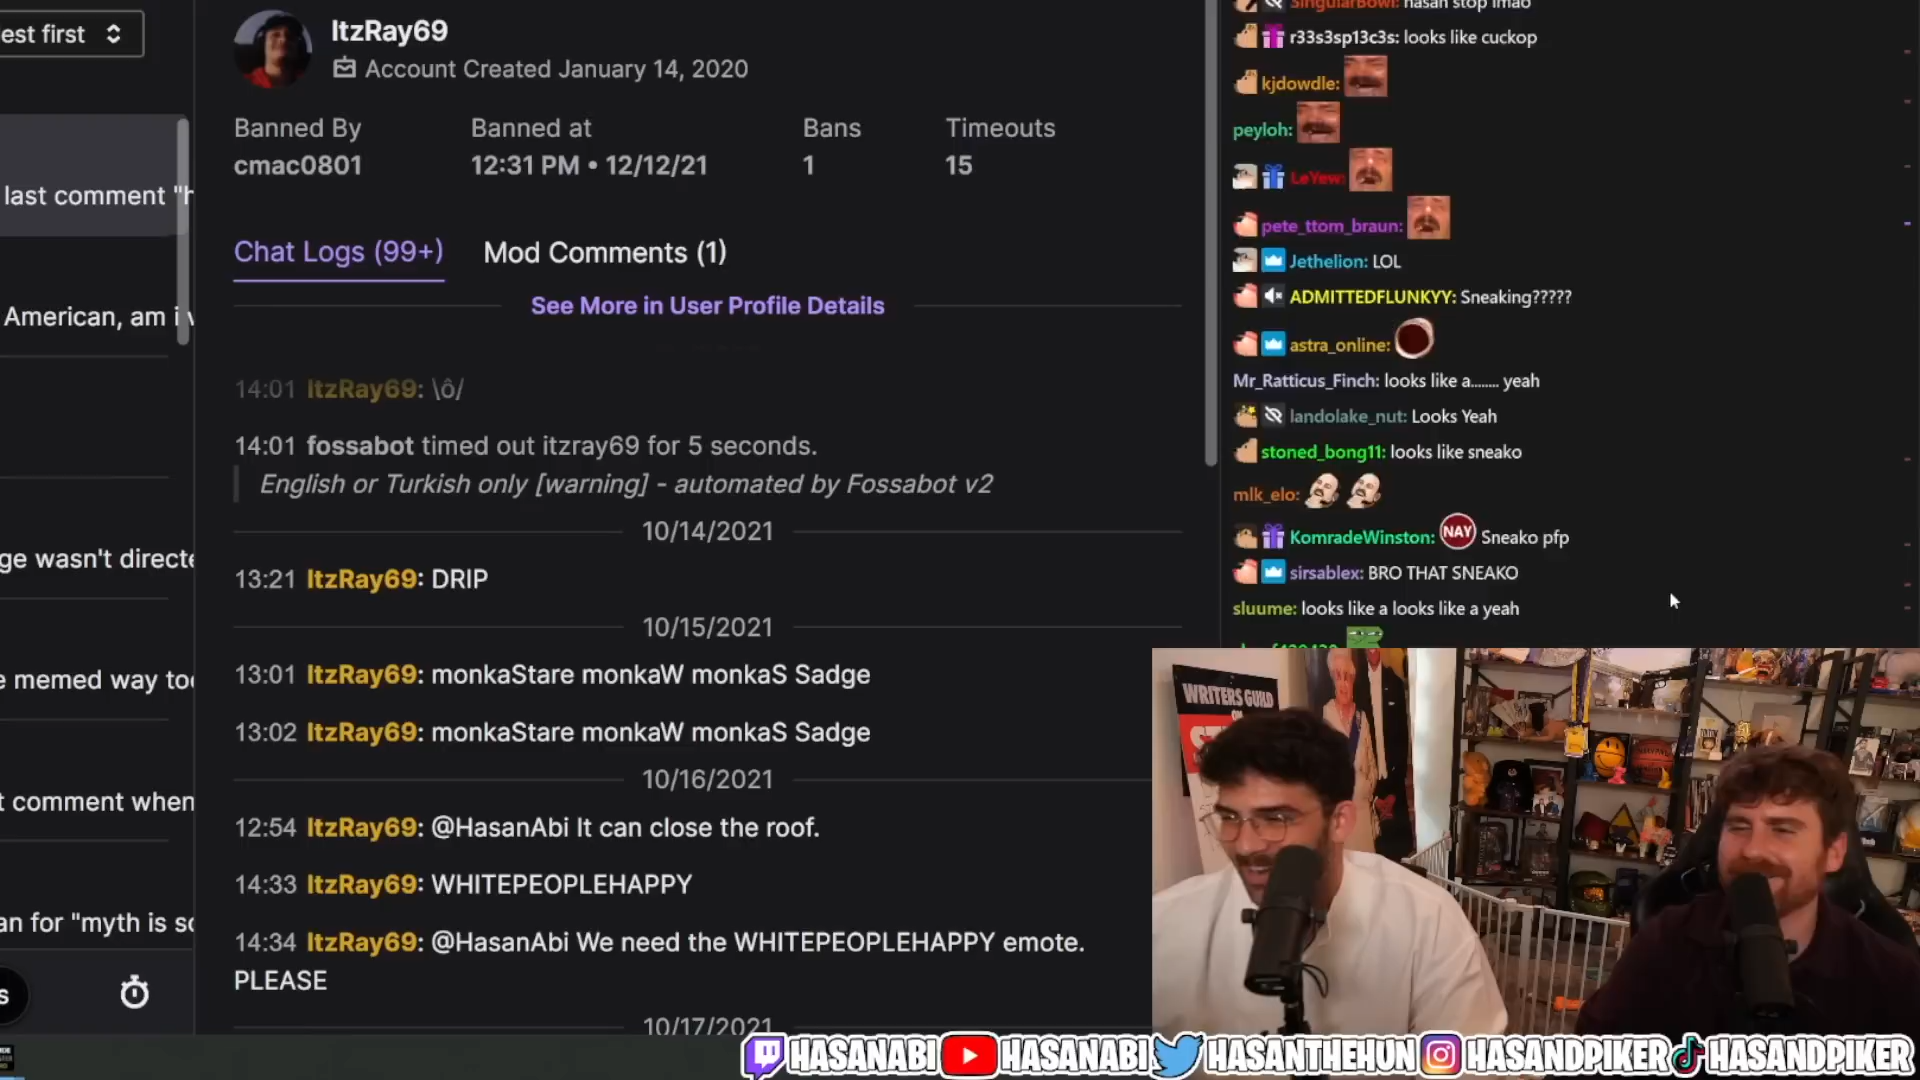 est first
last comment "h
American, am i v
ge wasn't directe
e memed way too
t comment when
an for "myth is so
s
ItzRay69
Account Created January 14, 2020
Banned By
cmac0801
Banned at
12:31 PM • 12/12/21
Bans
1
Timeouts
15
Chat Logs (99+)
Mod Comments (1)
See More in User Profile Details
14:01 ItzRay69: \ô/
14:01 fossabot timed out itzray69 for 5 seconds.
English or Turkish only [warning] - automated by Fossabot v2
10/14/2021
13:21 ItzRay69: DRIP
10/15/2021
13:01 ItzRay69: monkaStare monkaW monkaS Sadge
13:02 ItzRay69: monkaStare monkaW monkaS Sadge
10/16/2021
12:54 ItzRay69: @HasanAbi It can close the roof.
14:33 ItzRay69: WHITEPEOPLEHAPPY
14:34 ItzRay69: @HasanAbi We need the WHITEPEOPLEHAPPY emote.
PLEASE
10/17/2021
SingularBowl: hasan stop lmao
r33s3sp13c3s: looks like cuckop
kjdowdle:
peyloh:
LeYew:
pete_ttom_braun:
Jethelion: LOL
ADMITTEDFLUNKYY: Sneaking?????
astra_online:
Mr_Ratticus_Finch: looks like a........ yeah
landolake_nut: Looks Yeah
stoned_bong11: looks like sneako
mlk_elo:
KomradeWinston: NAY Sneako pfp
sirsablex: BRO THAT SNEAKO
sluume: looks like a looks like a yeah
WRITERS GUILD
ON
HASANABI HASANABI HASANTHEHUN HASANDPIKER HASANDPIKER